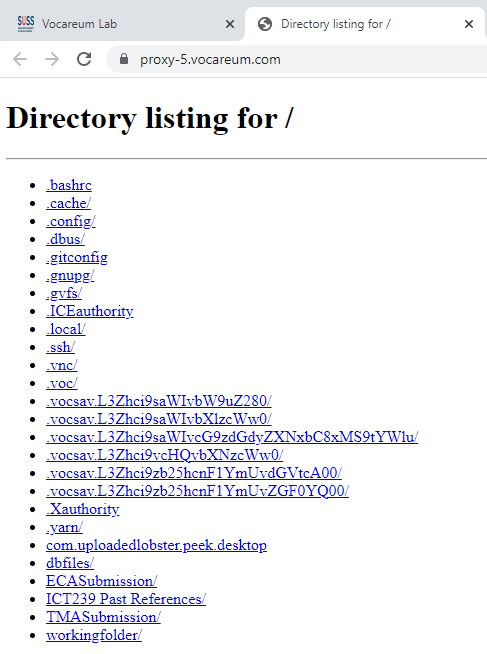 SUSS Vocareum Lab Directory listing for /
proxy-5.vocareum.com
Directory listing for /
.bashrc
.cache/
.config/
.dbus/
.gitconfig
.gnupg/
.gvfs/
.ICEauthority
.local/
.ssh/
.vnc/
.voc/
.vocsav.L3Zhci9saWIvbW9uZ280/
.vocsav.L3Zhci9saWIvbXlzcWw0/
.vocsav.L3Zhci9saWIvcG9zdGdyZXNxbC8xMS9tYWlu/
.vocsav.L3Zhci9vcHQvbXNzcWw0/
.vocsav.L3Zhci9zb25hcnF1YmUvdGVtcA00/
.vocsav.L3Zhci9zb25hcnF1YmUvZGF0YQ00/
.Xauthority
.yarn/
com.uploadedlobster.peek.desktop
dbfiles/
ECASubmission/
ICT239 Past References/
TMASubmission/
workingfolder/